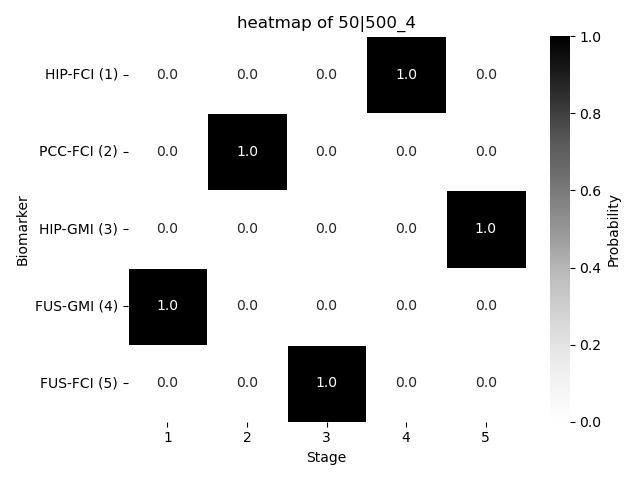 heatmap of 50|500_4
HIP-FCI (1) 0.0 0.0 0.0 1.0 0.0
PCC-FCI (2) 0.0 1.0 0.0 0.0 0.0
HIP-GMI (3) 0.0 0.0 0.0 0.0 1.0
FUS-GMI (4) 1.0 0.0 0.0 0.0 0.0
FUS-FCI (5) 0.0 0.0 1.0 0.0 0.0
1 2 3 4 5
Stage
Biomarker
1.0
0.8
0.6
0.4
0.2
0.0
Probability